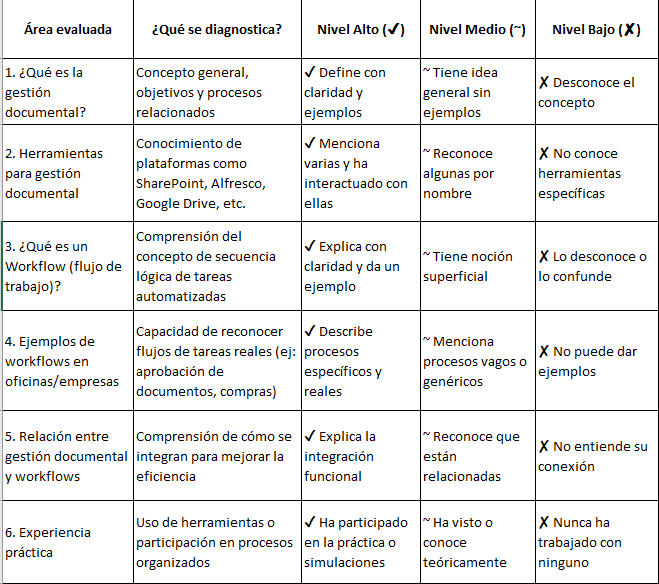 Área evaluada
¿Qué se diagnostica?
Nivel Alto (✔)
Nivel Medio (~)
Nivel Bajo (✘)
1. ¿Qué es la
gestión
documental?
Concepto general,
objetivos y procesos
relacionados
✔ Define con
claridad y
ejemplos
~ Tiene idea
general sin
ejemplos
✘ Desconoce el
concepto
2. Herramientas
para gestión
documental
Conocimiento de
plataformas como
SharePoint, Alfresco,
Google Drive, etc.
✔ Menciona
varias y ha
interactuado con
ellas
~ Reconoce
algunas por
nombre
✘ No conoce
herramientas
específicas
3. ¿Qué es un
Workflow (flujo de
trabajo)?
Comprensión del
concepto de secuencia
lógica de tareas
automatizadas
✔ Explica con
claridad y da un
ejemplo
~ Tiene noción
superficial
✘ Lo desconoce o
lo confunde
4. Ejemplos de
workflows en
oficinas/empresas
Capacidad de reconocer
flujos de tareas reales (ej:
aprobación de
documentos, compras)
✔ Describe
procesos
específicos y
reales
~ Menciona
procesos vagos o
genéricos
✘ No puede dar
ejemplos
5. Relación entre
gestión documental
y workflows
Comprensión de cómo se
integran para mejorar la
eficiencia
✔ Explica la
integración
funcional
~ Reconoce que
están
relacionadas
✘ No entiende su
conexión
6. Experiencia
práctica
Uso de herramientas o
participación en procesos
organizados
✔ Ha participado
en la práctica o
simulaciones
~ Ha visto o
conoce
teóricamente
✘ Nunca ha
trabajado con
ninguno